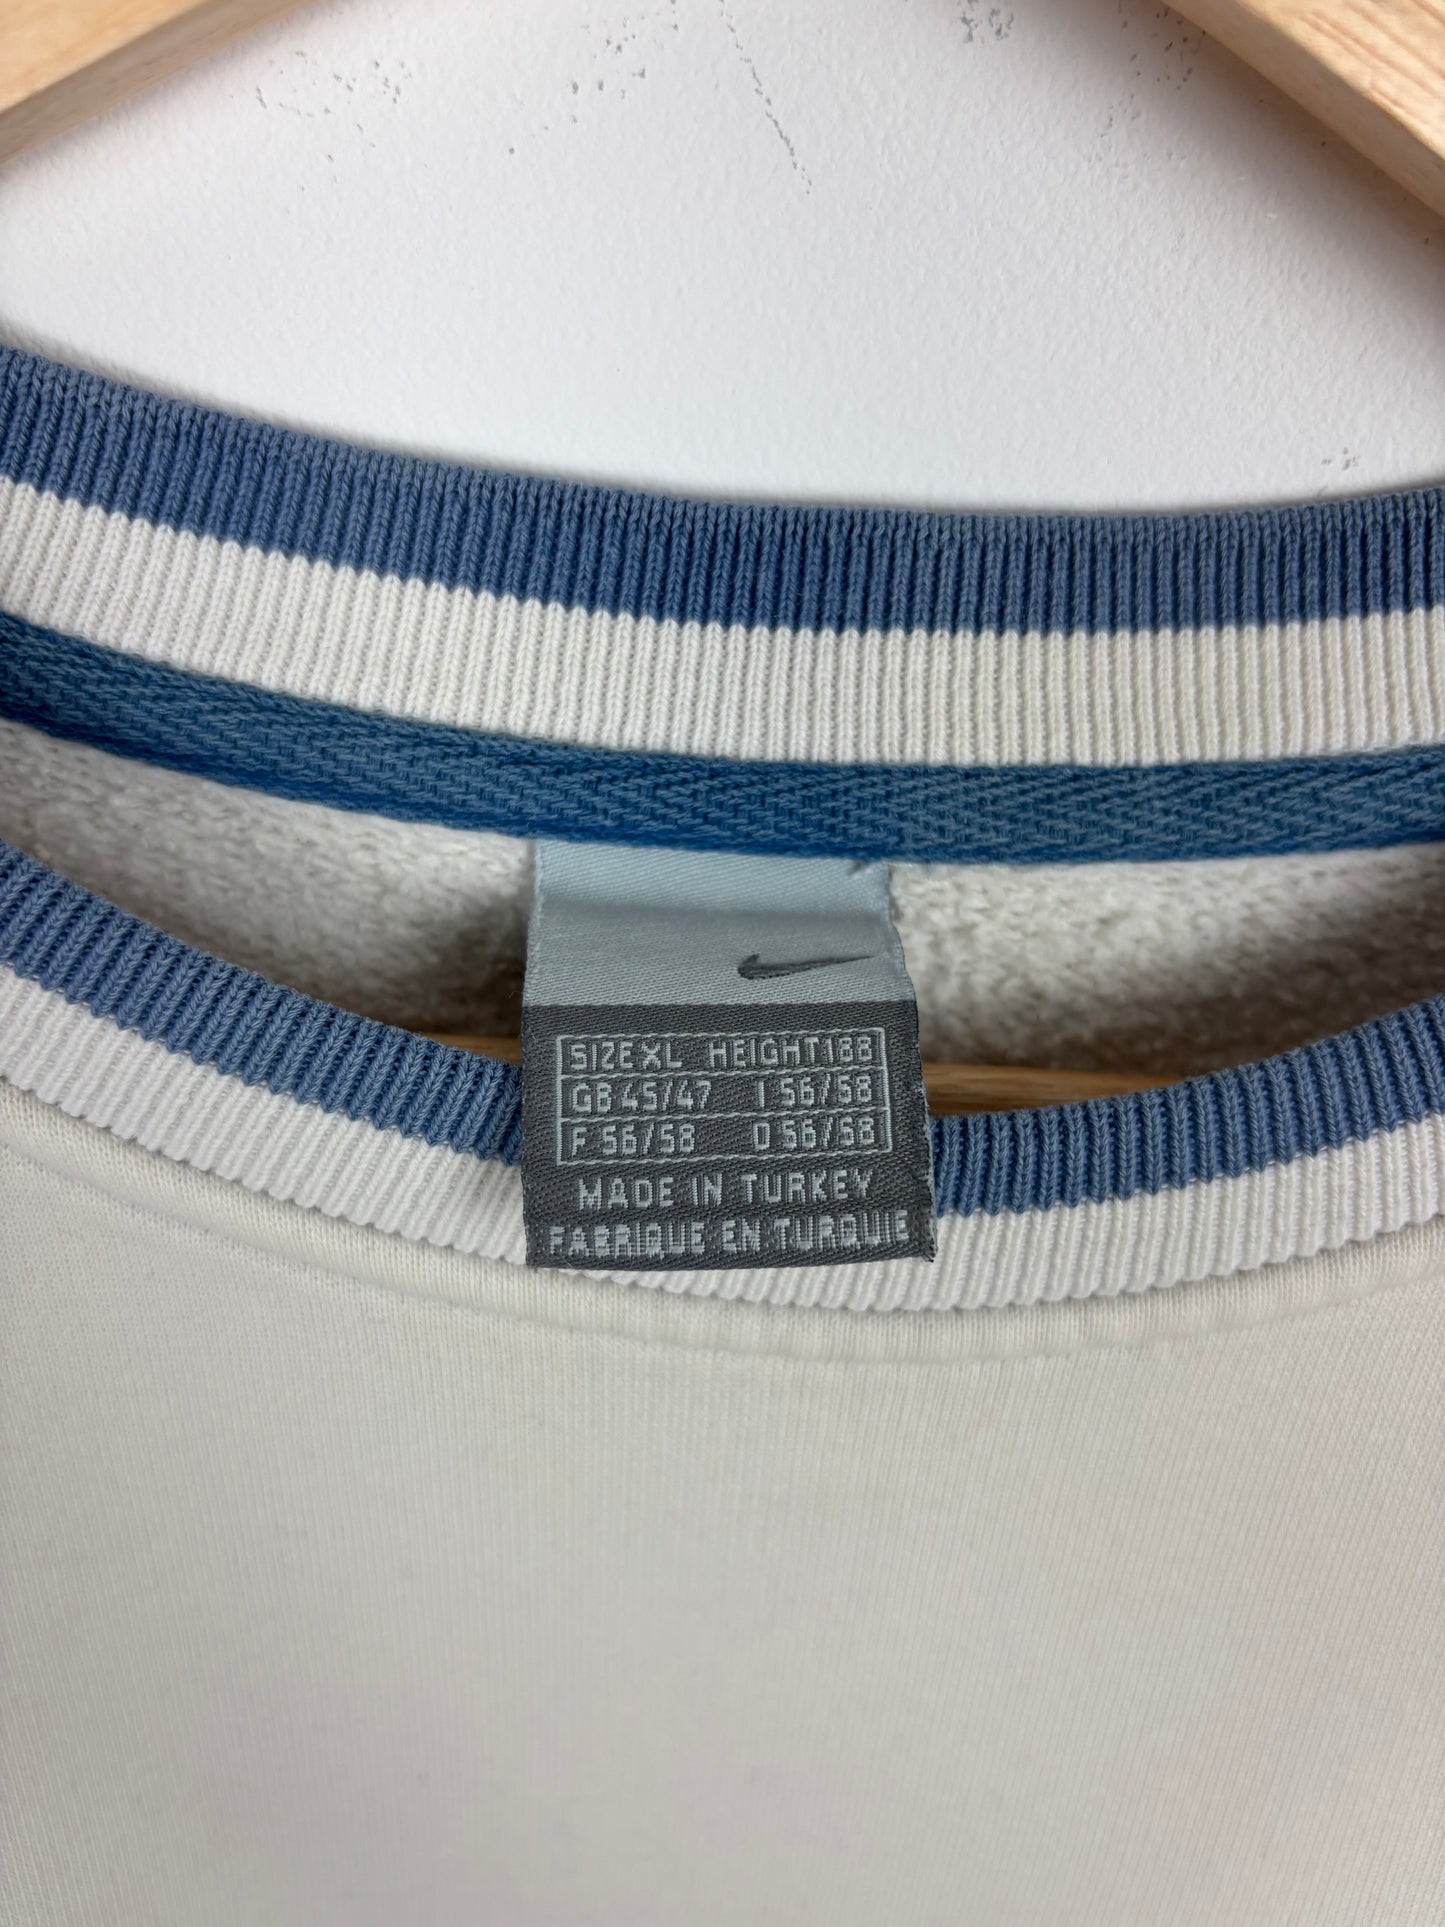 SIZE XL HEIGHT 188
GB 45/47 I 56/58
F 56/58 D 56/58
MADE IN TURKEY
FABRIQUE EN TURQUIE